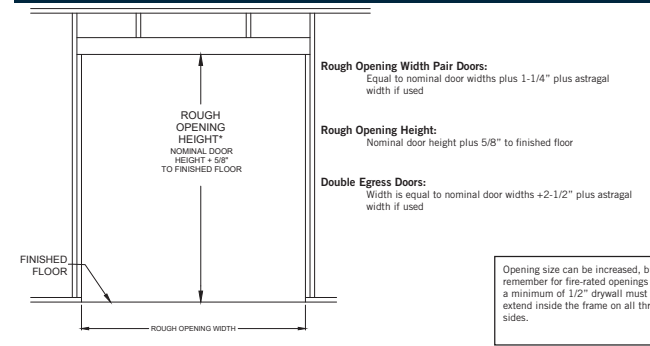 ROUGH
OPENING
HEIGHT*
NOMINAL DOOR
HEIGHT + 5/8"
TO FINISHED FLOOR
FINISHED
FLOOR
ROUGH OPENING WIDTH
Rough Opening Width Pair Doors:
Equal to nominal door widths plus 1-1/4” plus astragal
width if used
Rough Opening Height:
Nominal door height plus 5/8” to finished floor
Double Egress Doors:
Width is equal to nominal door widths +2-1/2” plus astragal
width if used
Opening size can be increased, b
remember for fire-rated openings
a minimum of 1/2” drywall must
extend inside the frame on all thr
sides.